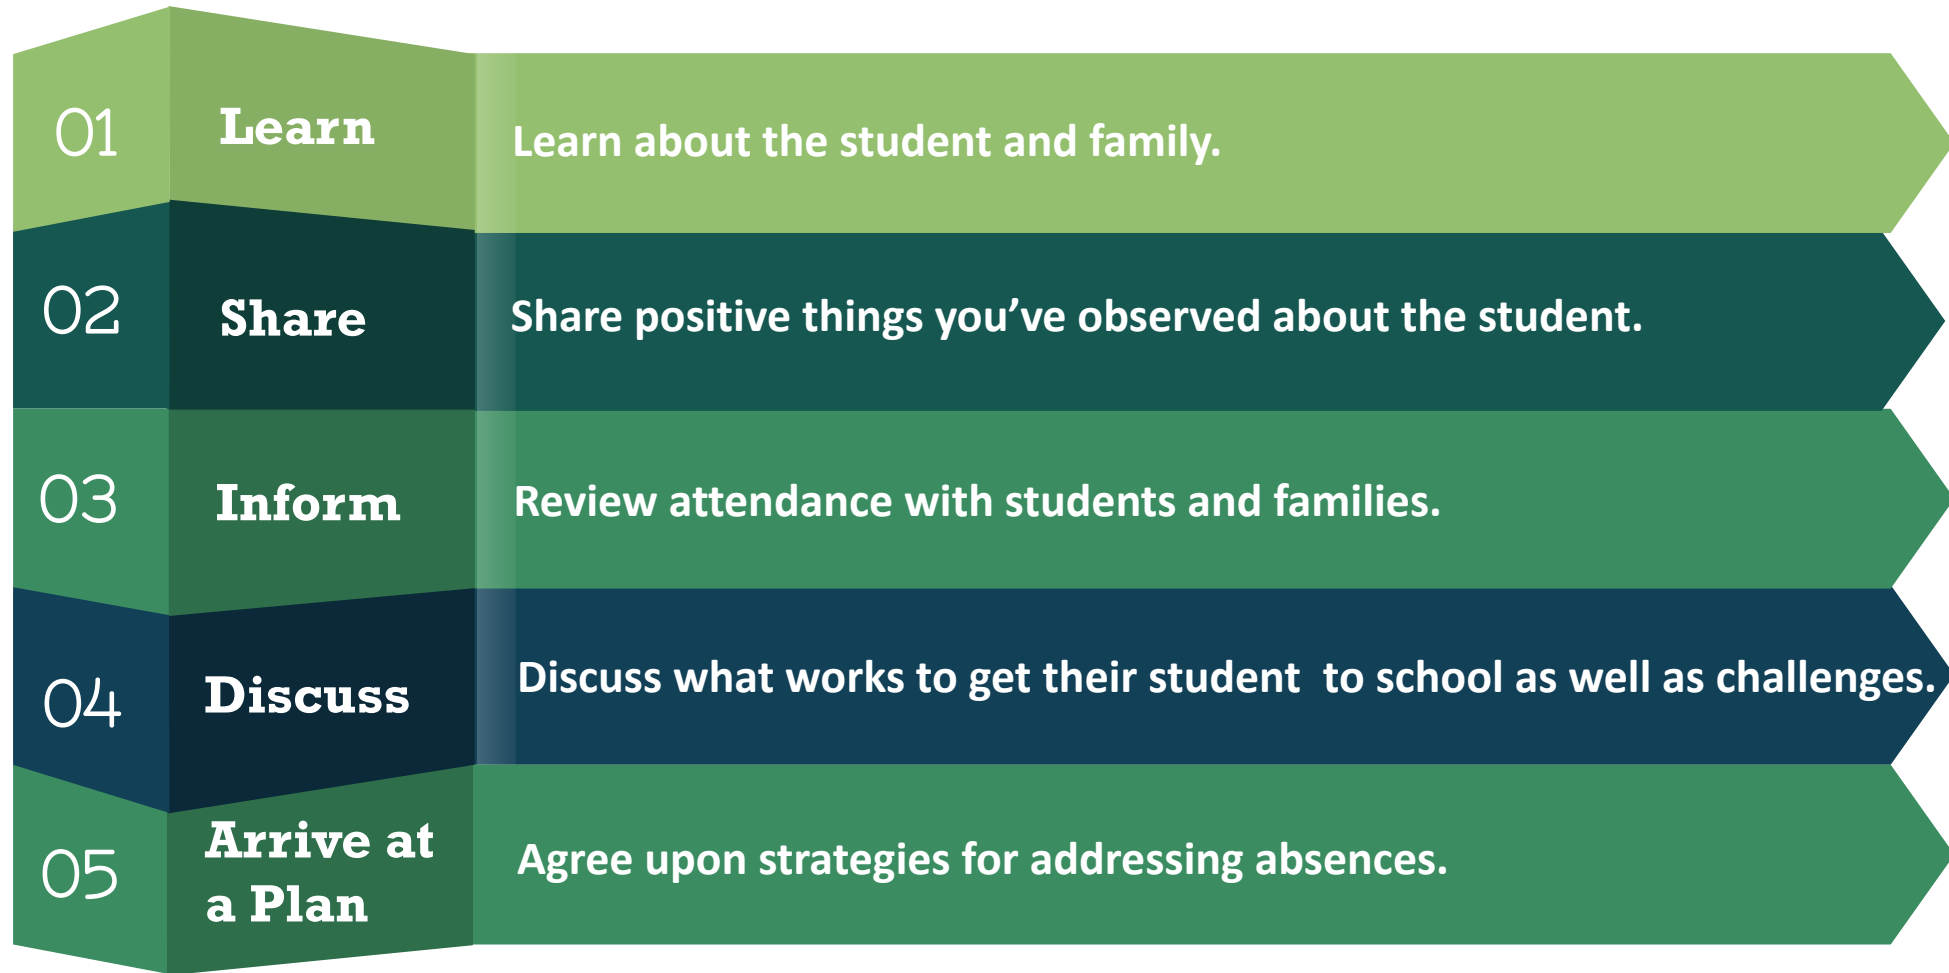 01
Learn
Learn about the student and family.
02
Share
Share positive things you’ve observed about the student.
03
Inform
Review attendance with students and families.
04
Discuss
Discuss what works to get their student  to school as well as challenges.
05
Arrive at
a Plan
Agree upon strategies for addressing absences.